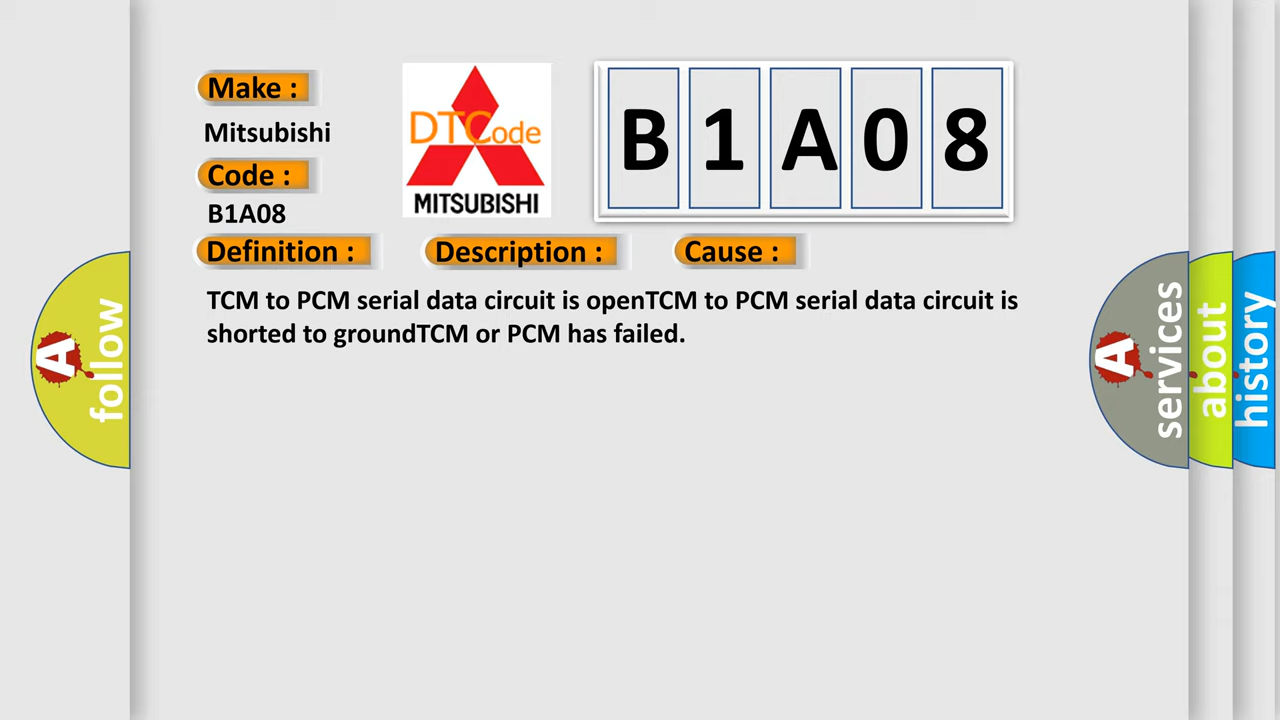 Make :
Mitsubishi
Code :
B1A08
DTCode
MITSUBISHI
B 1 A 0 8
Definition :
Description :
Cause :
TCM to PCM serial data circuit is openTCM to PCM serial data circuit is
shorted to groundTCM or PCM has failed.
A follow
A services
about
history